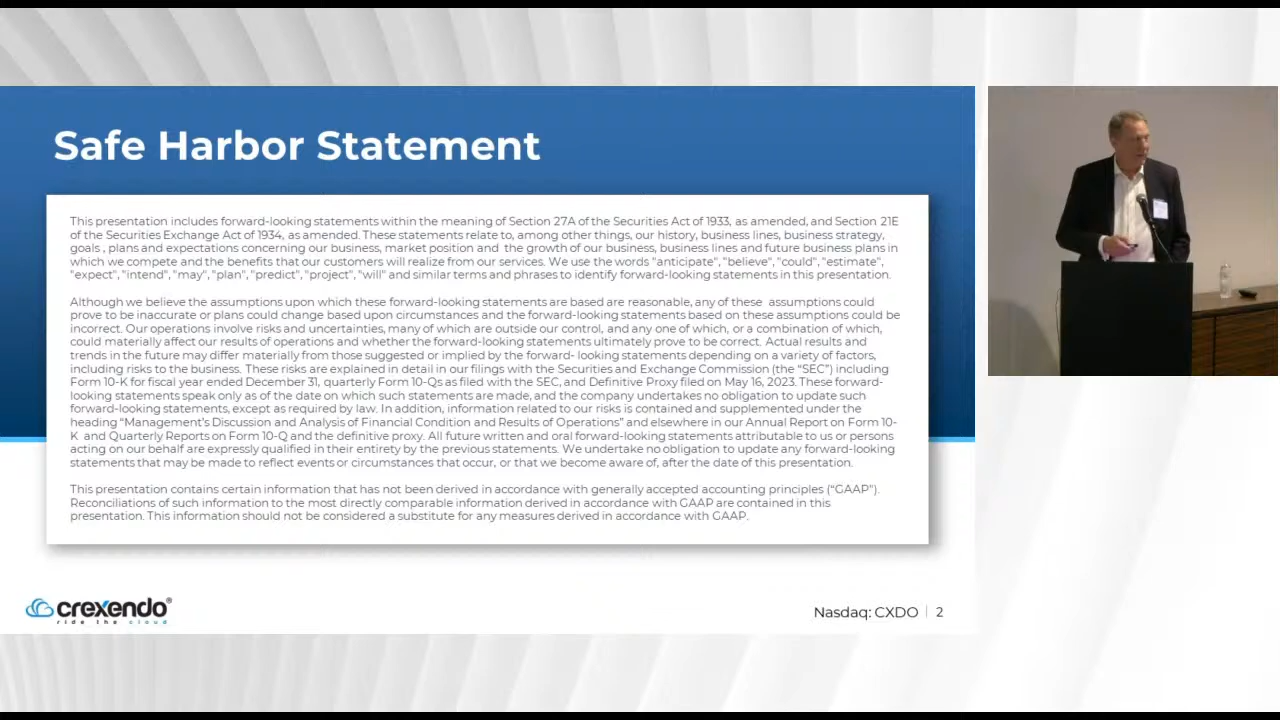 Safe Harbor Statement
This presentation includes forward-looking statements within the meaning of Section 27A of the Securities Act of 1933, as amended, and Section 21E
of the Securities Exchange Act of 1934, as amended. These statements relate to, among other things, our history, business lines, business strategy,
goals , plans and expectations concerning our business, market position and the growth of our business, business lines and future business plans in
which we compete and the benefits that our customers will realize from our services. We use the words "anticipate", "believe", "could", "estimate",
"expect", "intend", "may", "plan", "predict", "project", "will" and similar terms and phrases to identify forward-looking statements in this presentation.
Although we believe the assumptions upon which these forward-looking statements are based are reasonable, any of these assumptions could
prove to be inaccurate or plans could change based upon circumstances and the forward-looking statements based on these assumptions could be
incorrect. Our operations involve risks and uncertainties, many of which are outside our control, and any one of which, or a combination of which,
could materially affect our results of operations and whether the forward-looking statements ultimately prove to be correct. Actual results and
trends in the future may differ materially from those suggested or implied by the forward- looking statements depending on a variety of factors,
including risks to the business. These risks are explained in detail in our filings with the Securities and Exchange Commission (the “SEC”) including
Form 10-K for fiscal year ended December 31, quarterly Form 10-Qs as filed with the SEC, and Definitive Proxy filed on May 16, 2023. These forward-
looking statements speak only as of the date on which such statements are made, and the company undertakes no obligation to update such
forward-looking statements, except as required by law. In addition, information related to our risks is contained and supplemented under the
heading “Management's Discussion and Analysis of Financial Condition and Results of Operations” and elsewhere in our Annual Report on Form 10-
K and Quarterly Reports on Form 10-Q and the definitive proxy. All future written and oral forward-looking statements attributable to us or persons
acting on our behalf are expressly qualified in their entirety by the previous statements. We undertake no obligation to update any forward-looking
statements that may be made to reflect events or circumstances that occur, or that we become aware of, after the date of this presentation.
This presentation contains certain information that has not been derived in accordance with generally accepted accounting principles (“GAAP”).
Reconciliations of such information to the most directly comparable information derived in accordance with GAAP are contained in this
presentation. This information should not be considered a substitute for any measures derived in accordance with GAAP.
crexendo®
ride the cloud
Nasdaq: CXDO | 2